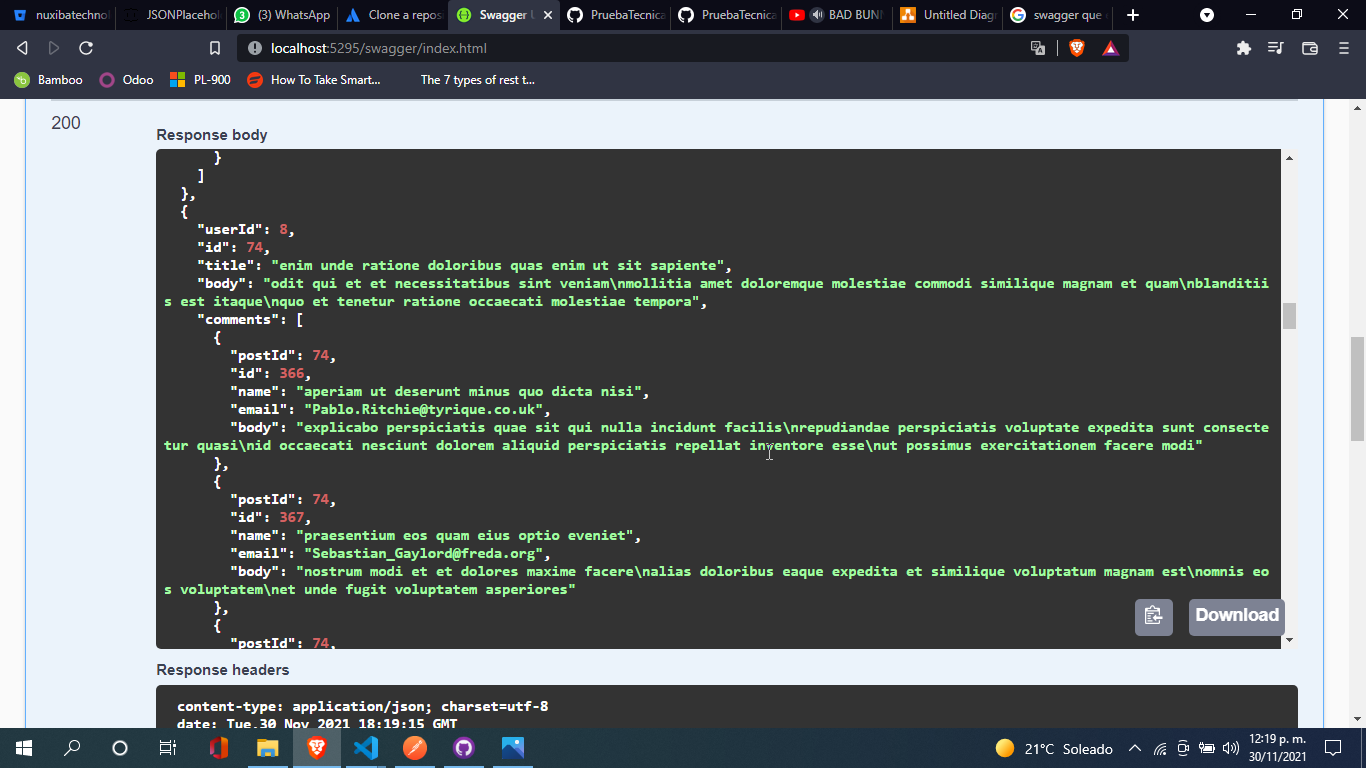 nuxibatechnol
JSONPlacehol
(3) WhatsApp
Clone a repos
Swagger U
PruebaTecnica
PruebaTecnica
BAD BUNN
Untitled Diagr
swagger que e
localhost:5295/swagger/index.html
Bamboo
Odoo
PL-900
How To Take Smart...
The 7 types of rest t...
200
Response body
}
]
},
{
"userId": 8,
"id": 74,
"title": "enim unde ratione doloribus quas enim ut sit sapiente",
"body": "odit qui et et necessitatibus sint veniam\nmollitia amet doloremque molestiae commodi similique magnam et quam\nblanditii
s est itaque\nquo et tenetur ratione occaecati molestiae tempora",
"comments": [
{
"postId": 74,
"id": 366,
"name": "aperiam ut deserunt minus quo dicta nisi",
"email": "Pablo.Ritchie@tyrique.co.uk",
"body": "explicabo perspiciatis quae sit qui nulla incidunt facilis\nrepudiandae perspiciatis voluptate expedita sunt consecte
tur quasi\nid occaecati nesciunt dolorem aliquid perspiciatis repellat inventore esse\nut possimus exercitationem facere modi"
},
{
"postId": 74,
"id": 367,
"name": "praesentium eos quam eius optio eveniet",
"email": "Sebastian_Gaylord@freda.org",
"body": "nostrum modi et et dolores maxime facere\nalias doloribus eaque expedita et similique voluptatum magnam est\nomnis eo
s voluptatem\net unde fugit voluptatem asperiores"
},
{
"postId": 74,
Download
Response headers
content-type: application/json; charset=utf-8
date: Tue,30 Nov 2021 18:19:15 GMT
21°C Soleado
12:19 p. m.
30/11/2021